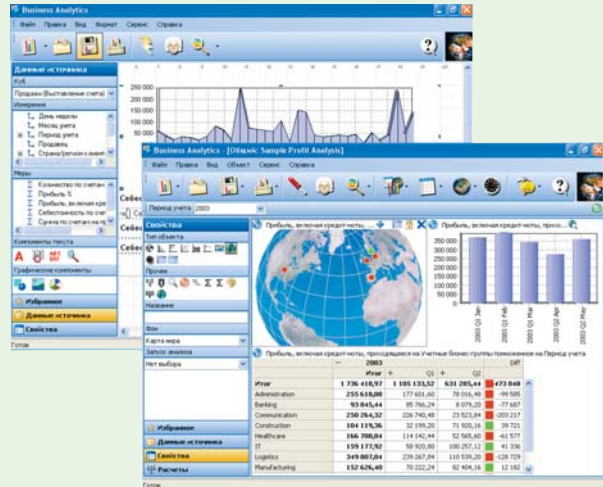 Business Analytics
Файл Правка Вид Формат Сервис Справка
Данные источника
Куб
Продажи (Выставление счета)
Измерения
День недели
Месяц учета
Период учета
Продавец
Страна/регион клиент
Меры
Количество по счетам
Прибыль %
Прибыль, включая кре
Себестоимость по сче
Сумма по счетам на п
Компоненты текста
Графические компоненты
Избранное
Данные источника
Свойства
Готов
250 000
200 000
150 000
100 000
50 000
Business Analytics - [Общий: Sample Profit Analysis]
Файл Правка Вид Объект Сервис Справка
Период учета 2003
Свойства
Тип объекта
Прочее
Название
Фон
Карта мира
Запуск анализа
Нет выбора
Избранное
Данные источника
Свойства
Расчеты
Готов
Прибыль, включая кредит-ноты, ...
Прибыль, включая кредит-ноты, прихо...
350 000
300 000
250 000
200 000
150 000
100 000
50 000
0
2003 Q1 Jan
2003 Q1 Feb
2003 Q1 Mar
2003 Q2 Apr
2003 Q2 May
Прибыль, включая кредит-ноты, приходящиеся на Учетные бизнес-группы помноженное на Период учета
2003 Diff
Итог Q1 Q2
Итог 1 736 418,97 1 105 133,52 631 285,44 -473 848
Administration 255 618,08 177 601,60 78 016,48 -99 585
Banking 93 845,44 85 766,24 8 079,20 -77 687
Communication 250 264,32 226 740,48 23 523,84 -203 217
Construction 104 119,36 32 199,20 71 920,16 39 721
Healthcare 166 708,04 114 142,44 52 565,60 -61 577
IT 159 177,92 58 920,80 100 257,12 41 336
Logistics 349 807,04 239 267,84 110 539,20 -128 729
Manufacturing 152 626,40 70 222,24 82 404,16 12 182